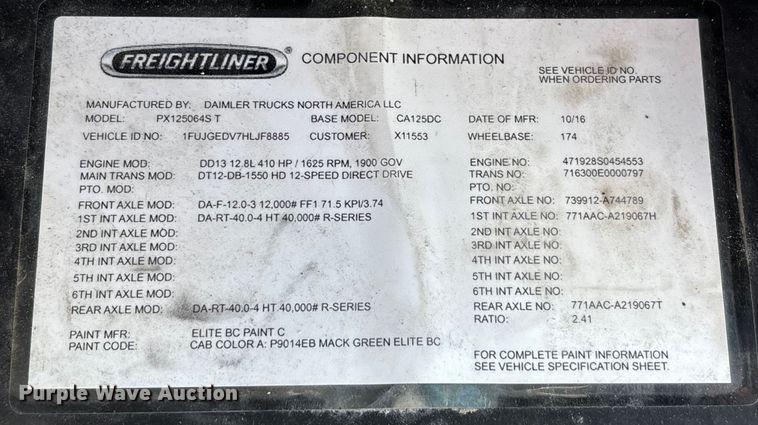 FREIGHTLINER ® COMPONENT INFORMATION
SEE VEHICLE ID NO.
WHEN ORDERING PARTS
MANUFACTURED BY: DAIMLER TRUCKS NORTH AMERICA LLC
MODEL: PX125064S T BASE MODEL: CA125DC DATE OF MFR: 10/16
VEHICLE ID NO: 1FUJGEDV7HLJF8885 CUSTOMER: X11553 WHEELBASE: 174
ENGINE MOD: DD13 12.8L 410 HP / 1625 RPM, 1900 GOV ENGINE NO: 471928S0454553
MAIN TRANS MOD: DT12-DB-1550 HD 12-SPEED DIRECT DRIVE TRANS NO: 716300E0000797
PTO. MOD: PTO. NO:
FRONT AXLE MOD: DA-F-12.0-3 12,000# FF1 71.5 KPI/3.74 FRONT AXLE NO: 739912-A744789
1ST INT AXLE MOD: DA-RT-40.0-4 HT 40,000# R-SERIES 1ST INT AXLE NO: 771AAC-A219067H
2ND INT AXLE MOD: 2ND INT AXLE NO:
3RD INT AXLE MOD: 3RD INT AXLE NO:
4TH INT AXLE MOD: 4TH INT AXLE NO:
5TH INT AXLE MOD: 5TH INT AXLE NO:
6TH INT AXLE MOD: 6TH INT AXLE NO:
REAR AXLE MOD: DA-RT-40.0-4 HT 40,000# R-SERIES REAR AXLE NO: 771AAC-A219067T
RATIO: 2.41
PAINT MFR: ELITE BC PAINT C
PAINT CODE: CAB COLOR A: P9014EB MACK GREEN ELITE BC
FOR COMPLETE PAINT INFORMATION
SEE VEHICLE SPECIFICATION SHEET.
Purple Wave Auction